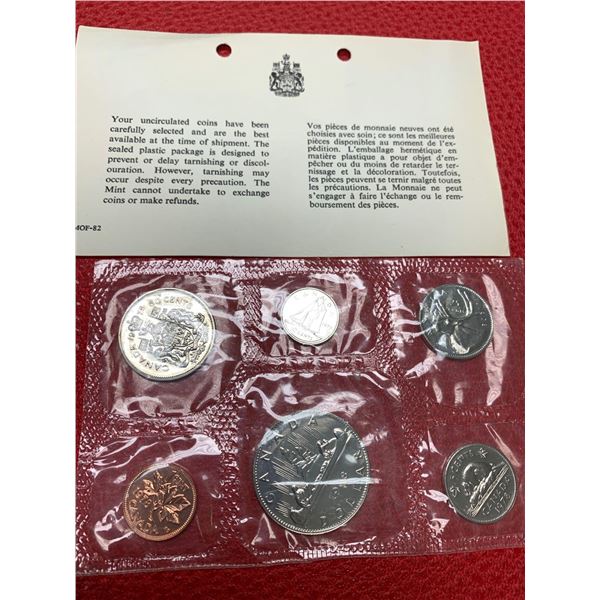 Your uncirculated coins have been
carefully selected and are the best
available at the time of shipment. The
sealed plastic package is designed to
prevent or delay tarnishing or discol-
ouration. However, tarnishing may
occur despite every precaution. The
Mint cannot undertake to exchange
coins or make refunds.
Vos pièces de monnaie neuves ont été
choisies avec soin; ce sont les meilleures
pièces disponibles au moment de l'ex-
pédition. L'emballage hermétique en
matière plastique a pour objet d'em-
pêcher ou du moins de retarder le ter-
nissage et la décoloration. Toutefois,
les pièces peuvent se ternir malgré toutes
les précautions. La Monnaie ne peut
s'engager à faire l'échange ou le rem-
boursement des pièces.
4OF-82
50 CENTS
CANADA
CANADA
5 CENTS
CANADA